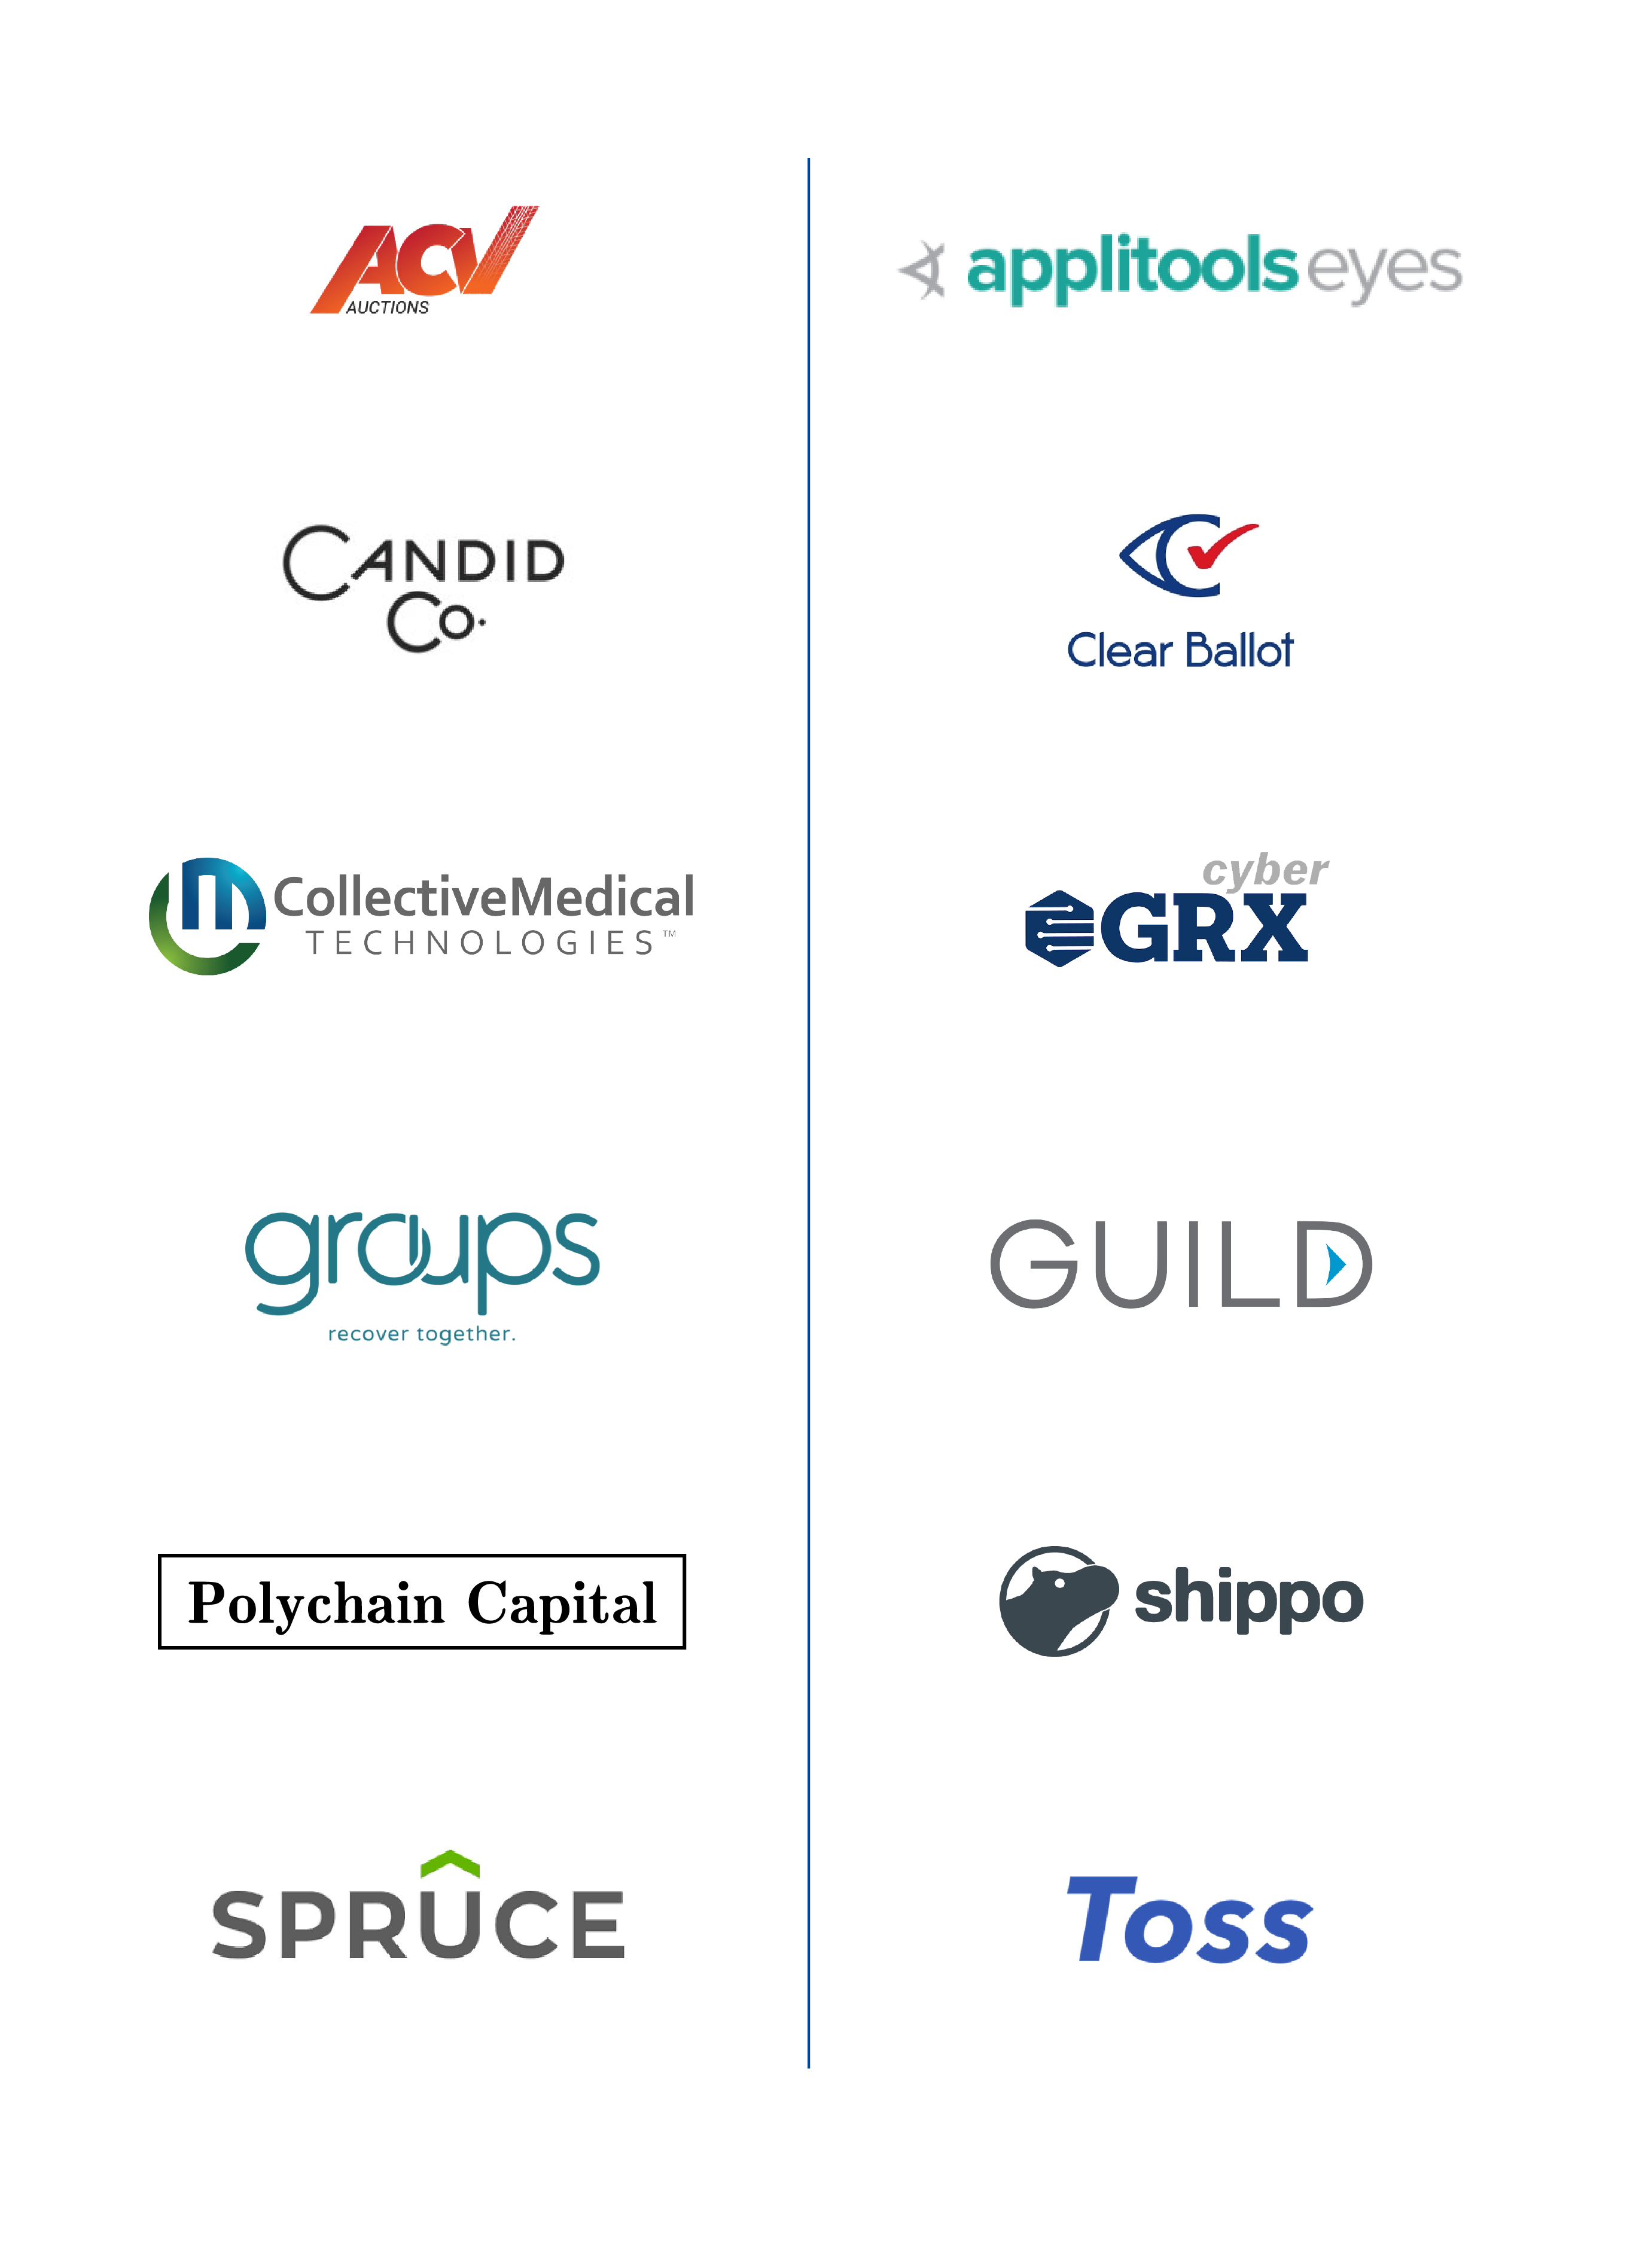 ACV
AUCTIONS
applitools eyes
CANDID
Co.
Clear Ballot
CollectiveMedical
TECHNOLOGIES™
cyber
GRX
groups
recover together.
GUILD
Polychain Capital
shippo
SPRUCE
Toss